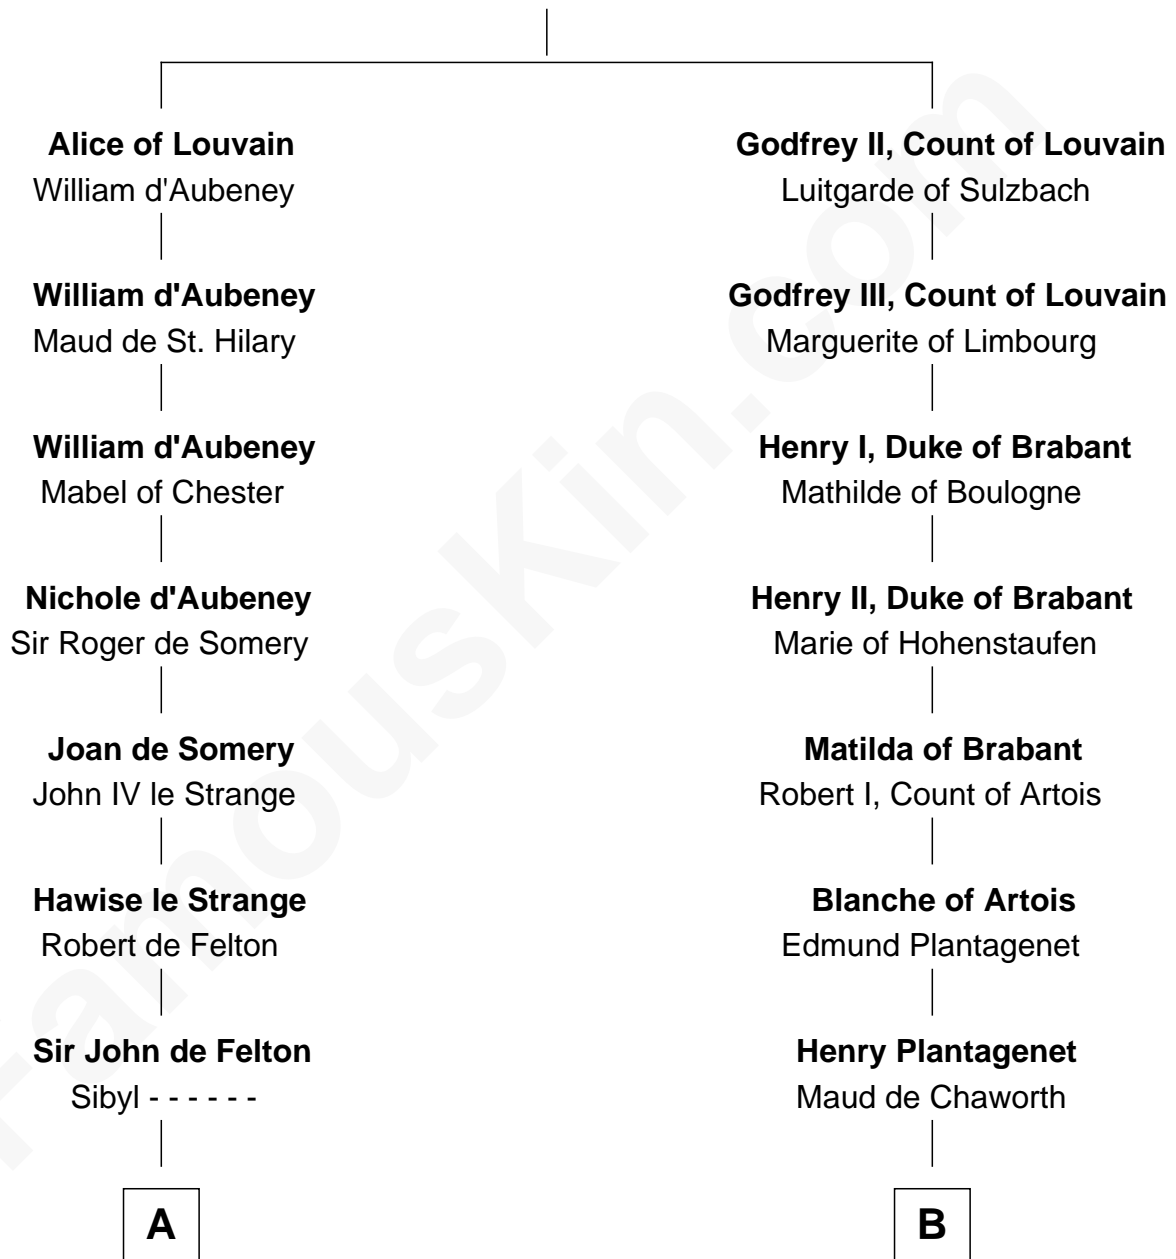 Alice of Louvain
William d'Aubeney
Godfrey II, Count of Louvain
Luitgarde of Sulzbach
William d'Aubeney
Maud de St. Hilary
Godfrey III, Count of Louvain
Marguerite of Limbourg
William d'Aubeney
Mabel of Chester
Henry I, Duke of Brabant
Mathilde of Boulogne
Nichole d'Aubeney
Sir Roger de Somery
Henry II, Duke of Brabant
Marie of Hohenstaufen
Joan de Somery
John IV le Strange
Matilda of Brabant
Robert I, Count of Artois
Hawise le Strange
Robert de Felton
Blanche of Artois
Edmund Plantagenet
Sir John de Felton
Sibyl - - - - - -
Henry Plantagenet
Maud de Chaworth
A
B
FamousKin.com